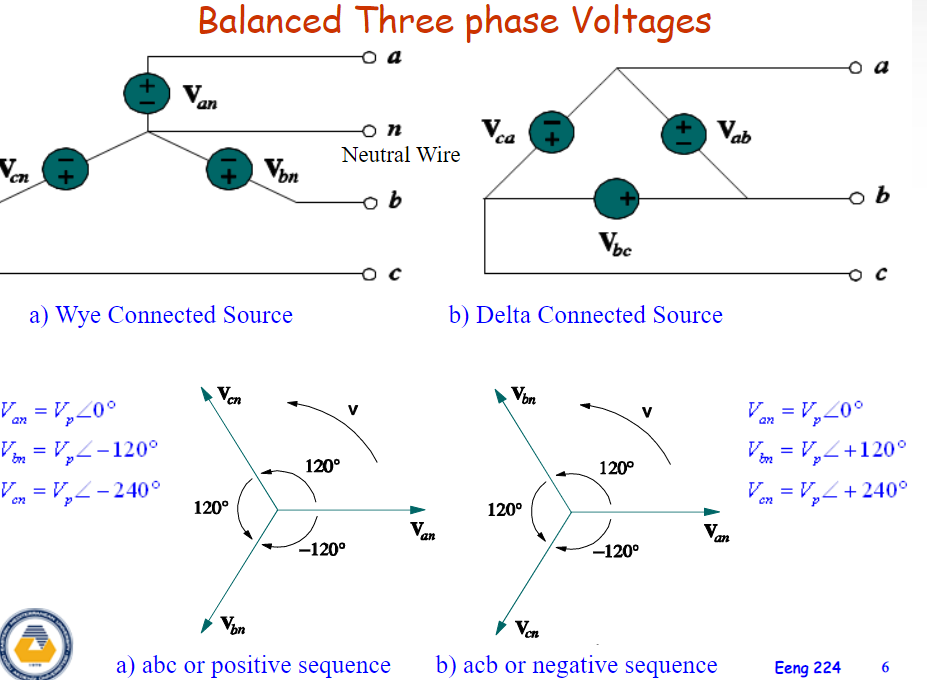 Balanced Three phase Voltages
a
+
−
Van
n
Neutral Wire
Vcn
−
+
−
+
Vbn
b
c
a) Wye Connected Source
a
Vca
−
+
+
−
Vab
+
b
Vbc
c
b) Delta Connected Source
Van = Vp∠0°
Vbn = Vp∠−120°
Vcn = Vp∠−240°
Vcn
v
120°
120°
Van
−120°
Vbn
a) abc or positive sequence
Vbn
v
120°
120°
Van
−120°
Vcn
b) acb or negative sequence
Van = Vp∠0°
Vbn = Vp∠+120°
Vcn = Vp∠+240°
Eeng 224
6